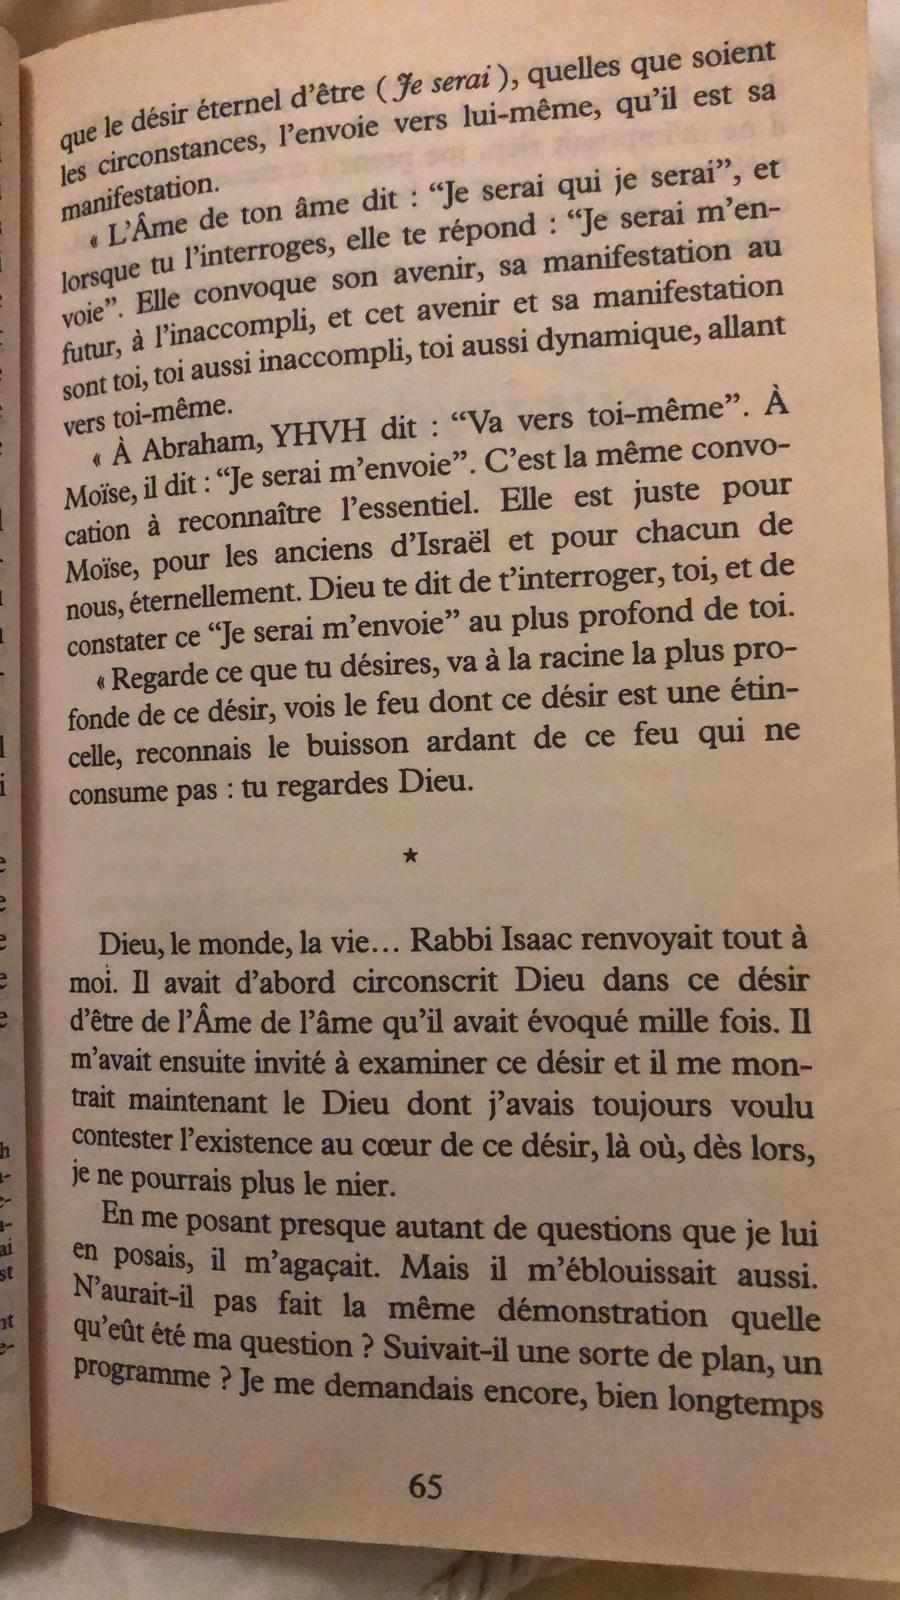 que le désir éternel d'être (Je serai), quelles que soient
les circonstances, l'envoie vers lui-même, qu'il est sa
manifestation.
« L'Âme de ton âme dit : “Je serai qui je serai”, et
lorsque tu l'interroges, elle te répond : “Je serai m'en-
voie”. Elle convoque son avenir, sa manifestation au
futur, à l'inaccompli, et cet avenir et sa manifestation
sont toi, toi aussi inaccompli, toi aussi dynamique, allant
vers toi-même.
« À Abraham, YHVH dit : “Va vers toi-même”. À
Moïse, il dit : “Je serai m'envoie”. C'est la même convo-
cation à reconnaître l'essentiel. Elle est juste pour
Moïse, pour les anciens d'Israël et pour chacun de
nous, éternellement. Dieu te dit de t'interroger, toi, et de
constater ce “Je serai m'envoie” au plus profond de toi.
« Regarde ce que tu désires, va à la racine la plus pro-
fonde de ce désir, vois le feu dont ce désir est une étin-
celle, reconnais le buisson ardant de ce feu qui ne
consume pas : tu regardes Dieu.
★
Dieu, le monde, la vie... Rabbi Isaac renvoyait tout à
moi. Il avait d'abord circonscrit Dieu dans ce désir
d'être de l'Âme de l'âme qu'il avait évoqué mille fois. Il
m'avait ensuite invité à examiner ce désir et il me mon-
trait maintenant le Dieu dont j'avais toujours voulu
contester l'existence au cœur de ce désir, là où, dès lors,
je ne pourrais plus le nier.
En me posant presque autant de questions que je lui
en posais, il m'agaçait. Mais il m'éblouissait aussi.
N'aurait-il pas fait la même démonstration quelle
qu'eût été ma question ? Suivait-il une sorte de plan, un
programme ? Je me demandais encore, bien longtemps
65